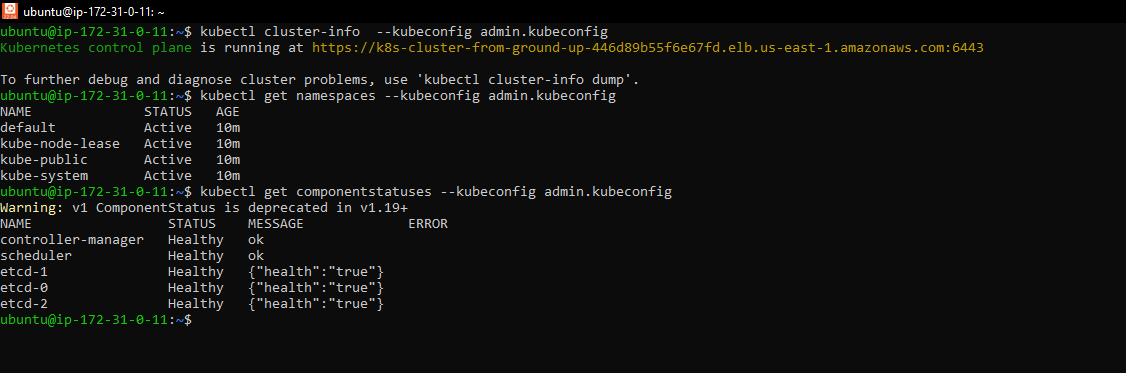 ubuntu@ip-172-31-0-11: ~
ubuntu@ip-172-31-0-11:~$ kubectl cluster-info  --kubeconfig admin.kubeconfig
Kubernetes control plane is running at https://k8s-cluster-from-ground-up-446d89b55f6e67fd.elb.us-east-1.amazonaws.com:6443

To further debug and diagnose cluster problems, use 'kubectl cluster-info dump'.
ubuntu@ip-172-31-0-11:~$ kubectl get namespaces --kubeconfig admin.kubeconfig
NAME              STATUS   AGE
default           Active   10m
kube-node-lease   Active   10m
kube-public       Active   10m
kube-system       Active   10m
ubuntu@ip-172-31-0-11:~$ kubectl get componentstatuses --kubeconfig admin.kubeconfig
Warning: v1 ComponentStatus is deprecated in v1.19+
NAME                 STATUS    MESSAGE             ERROR
controller-manager   Healthy   ok
scheduler            Healthy   ok
etcd-1               Healthy   {"health":"true"}
etcd-0               Healthy   {"health":"true"}
etcd-2               Healthy   {"health":"true"}
ubuntu@ip-172-31-0-11:~$